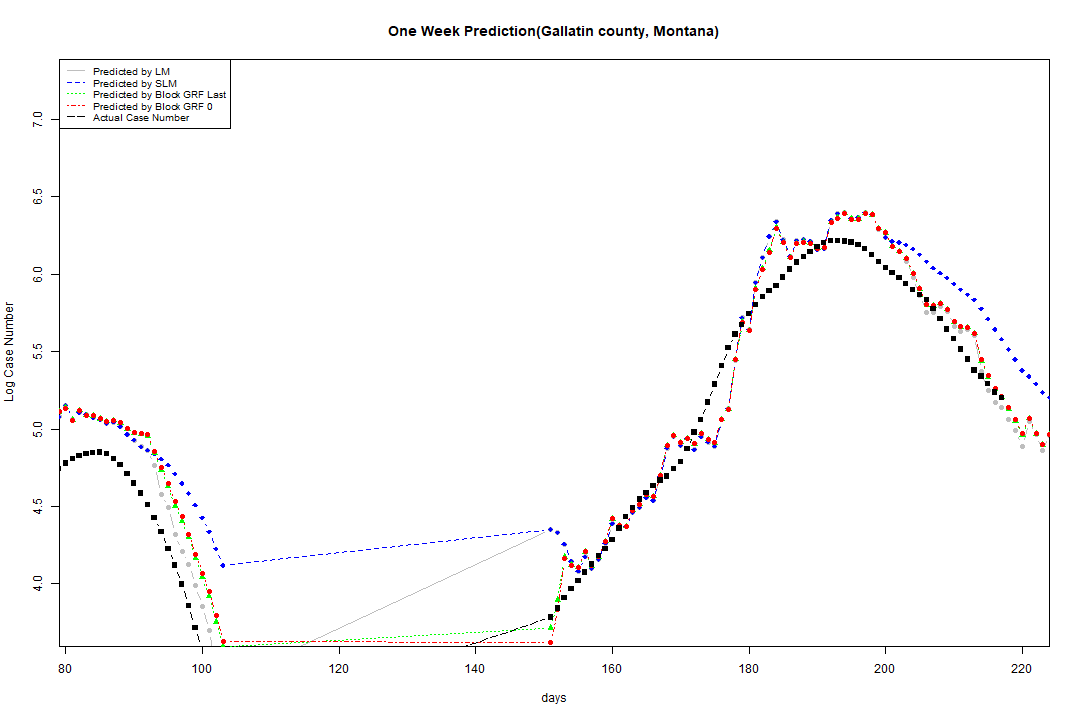 One Week Prediction(Gallatin county, Montana)
Predicted by LM
Predicted by SLM
Predicted by Block GRF Last
Predicted by Block GRF 0
Actual Case Number
7.0
6.5
6.0
5.5
5.0
4.5
4.0
Log Case Number
80 100 120 140 160 180 200 220
days